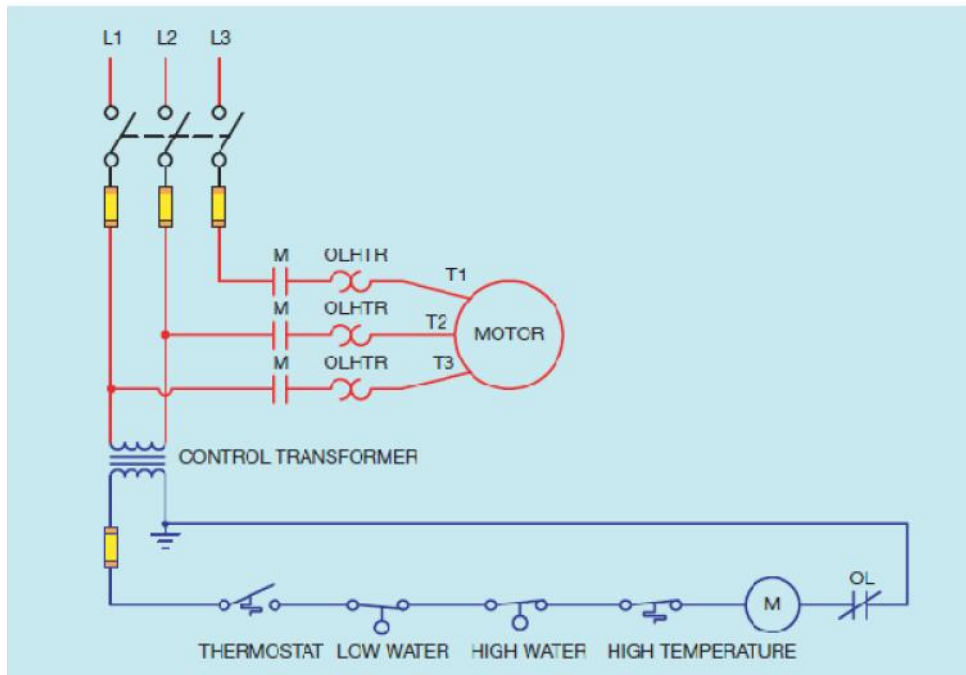 L1 L2 L3
M OLHTR T1
M OLHTR T2 MOTOR
M OLHTR T3
CONTROL TRANSFORMER
OL
M
THERMOSTAT LOW WATER HIGH WATER HIGH TEMPERATURE